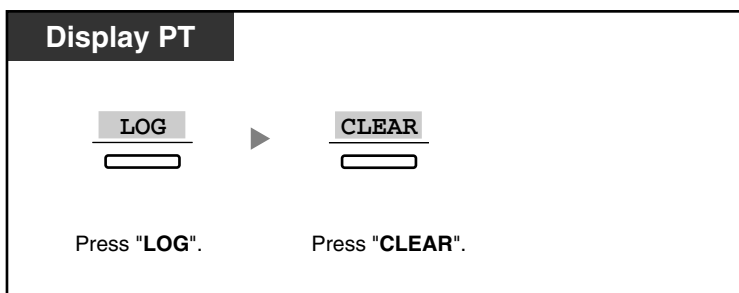 Display PT
LOG
CLEAR
Press "LOG".
Press "CLEAR".